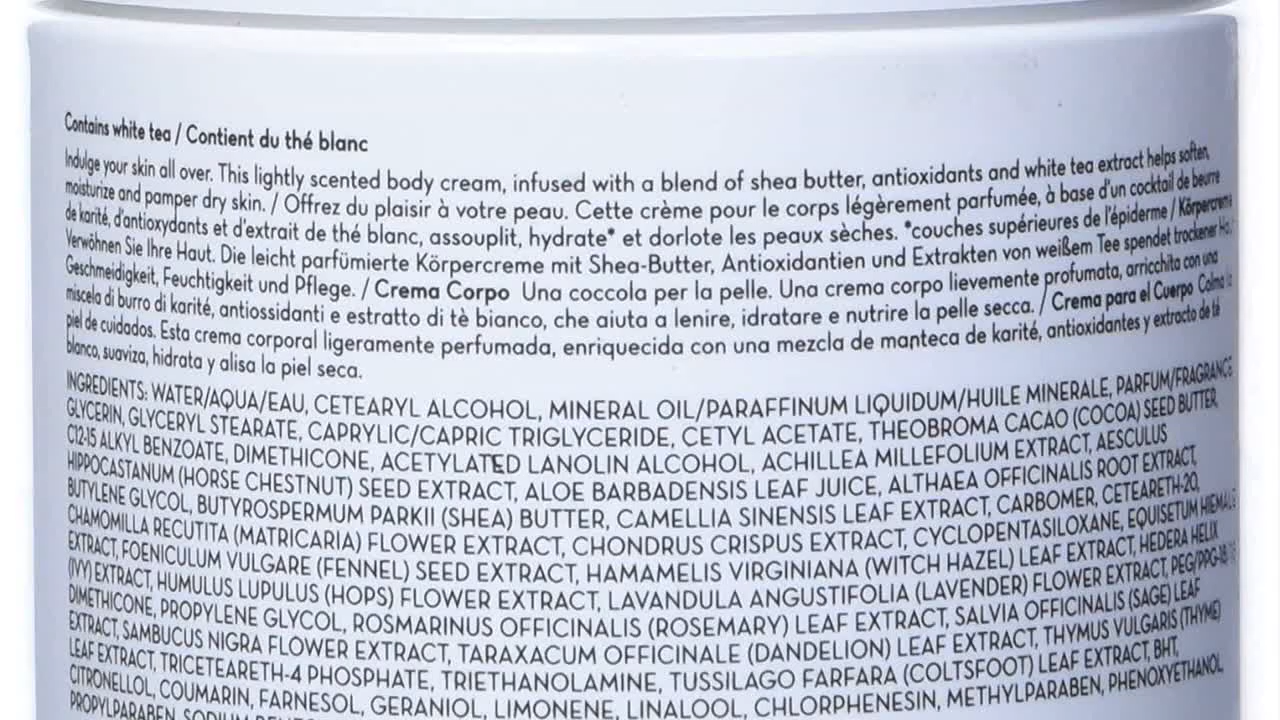 Contains white tea / Contient du thé blanc
Indulge your skin all over. This lightly scented body cream, infused with a blend of shea butter, antioxidants and white tea extract helps soften,
moisturize and pamper dry skin. / Offrez du plaisir à votre peau. Cette crème pour le corps légèrement parfumée, à base d'un cocktail de beurre
de karité, d'antioxydants et d'extrait de thé blanc, assouplit, hydrate* et dorlote les peaux sèches. *couches supérieures de l'épiderme / Körpercreme
Verwöhnen Sie Ihre Haut. Die leicht parfümierte Körpercreme mit Shea-Butter, Antioxidantien und Extrakten von weißem Tee spendet trockener
Geschmeidigkeit, Feuchtigkeit und Pflege. / Crema Corpo Una coccola per la pelle. Una crema corpo lievemente profumata, arricchita con una
miscela di burro di karité, antiossidanti e estratto di tè bianco, che aiuta a lenire, idratare e nutrire la pelle secca. / Crema para el Cuerpo Colma
piel de cuidados. Esta crema corporal ligeramente perfumada, enriquecida con una mezcla de manteca de karité, antioxidantes y extracto de té
blanco, suaviza, hidrata y alisa la piel seca.
INGREDIENTS: WATER/AQUA/EAU, CETEARYL ALCOHOL, MINERAL OIL/PARAFFINUM LIQUIDUM/HUILE MINERALE, PARFUM/FRAGRANCE
GLYCERIN, GLYCERYL STEARATE, CAPRYLIC/CAPRIC TRIGLYCERIDE, CETYL ACETATE, THEOBROMA CACAO (COCOA) SEED BUTTER,
C12-15 ALKYL BENZOATE, DIMETHICONE, ACETYLATED LANOLIN ALCOHOL, ACHILLEA MILLEFOLIUM EXTRACT, AESCULUS
HIPPOCASTANUM (HORSE CHESTNUT) SEED EXTRACT, ALOE BARBADENSIS LEAF JUICE, ALTHAEA OFFICINALIS ROOT EXTRACT,
BUTYLENE GLYCOL, BUTYROSPERMUM PARKII (SHEA) BUTTER, CAMELLIA SINENSIS LEAF EXTRACT, CARBOMER, CETEARETH-20,
CHAMOMILLA RECUTITA (MATRICARIA) FLOWER EXTRACT, CHONDRUS CRISPUS EXTRACT, CYCLOPENTASILOXANE, EQUISETUM HIEMALE
EXTRACT, FOENICULUM VULGARE (FENNEL) SEED EXTRACT, HAMAMELIS VIRGINIANA (WITCH HAZEL) LEAF EXTRACT, HEDERA HELIX
(IVY) EXTRACT, HUMULUS LUPULUS (HOPS) FLOWER EXTRACT, LAVANDULA ANGUSTIFOLIA (LAVENDER) FLOWER EXTRACT, PEG/PPG-18/18
DIMETHICONE, PROPYLENE GLYCOL, ROSMARINUS OFFICINALIS (ROSEMARY) LEAF EXTRACT, SALVIA OFFICINALIS (SAGE) LEAF
EXTRACT, SAMBUCUS NIGRA FLOWER EXTRACT, TARAXACUM OFFICINALE (DANDELION) LEAF EXTRACT, THYMUS VULGARIS (THYME)
LEAF EXTRACT, TRICETEARETH-4 PHOSPHATE, TRIETHANOLAMINE, TUSSILAGO FARFARA (COLTSFOOT) LEAF EXTRACT, BHT,
CITRONELLOL, COUMARIN, FARNESOL, GERANIOL, LIMONENE, LINALOOL, CHLORPHENESIN, METHYLPARABEN, PHENOXYETHANOL,
PROPYLPARABEN, SODIUM